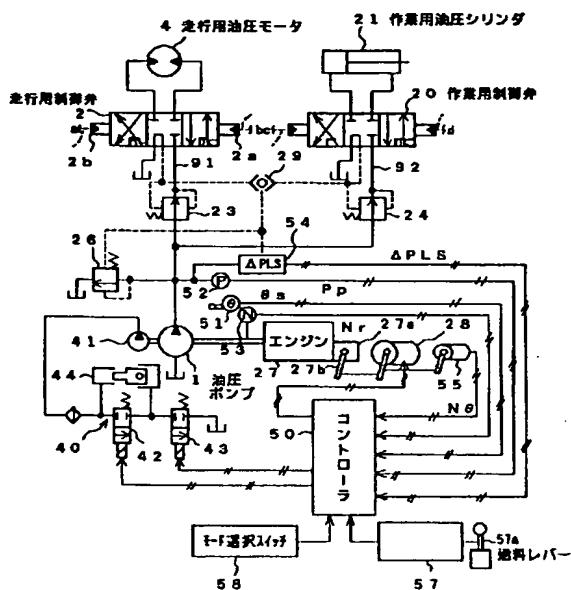 4 走行用油圧モータ
21 作業用油圧シリンダ
走行用制御弁
2
20 作業用制御弁
2b
2a
fd
91
29
92
23
24
26
54
ΔPLS
ΔPLS
52
P
Pp
θs
θ
51
N
53
41
エンジン
Nr
27a
28
27
27b
55
44
1
油圧
ポンプ
Nθ
50
コントローラ
40
42
43
モード選択スイッチ
58
57
57a
燃料レバー